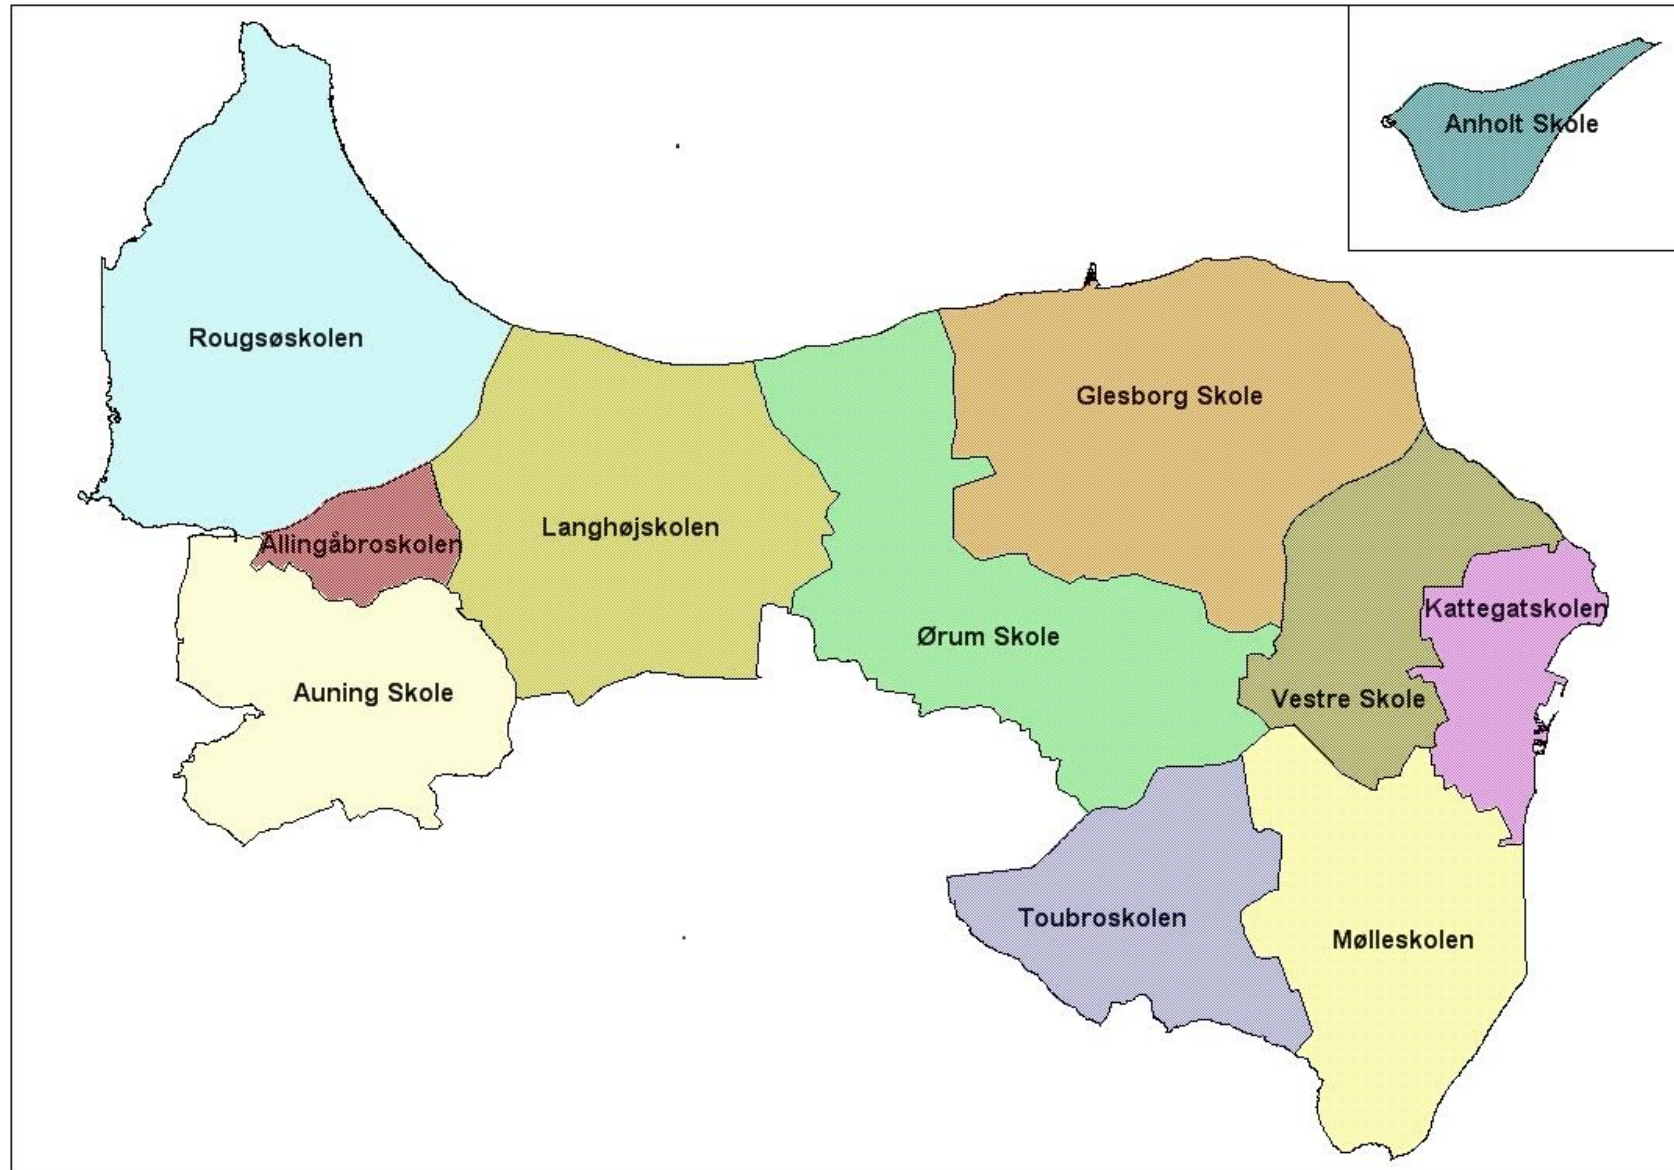 Anholt Skole
Rougsøskolen
Glesborg Skole
Langhøjskolen
Allingåbroskolen
Kattegatskolen
Ørum Skole
Auning Skole
Vestre Skole
Toubroskolen
Mølleskolen